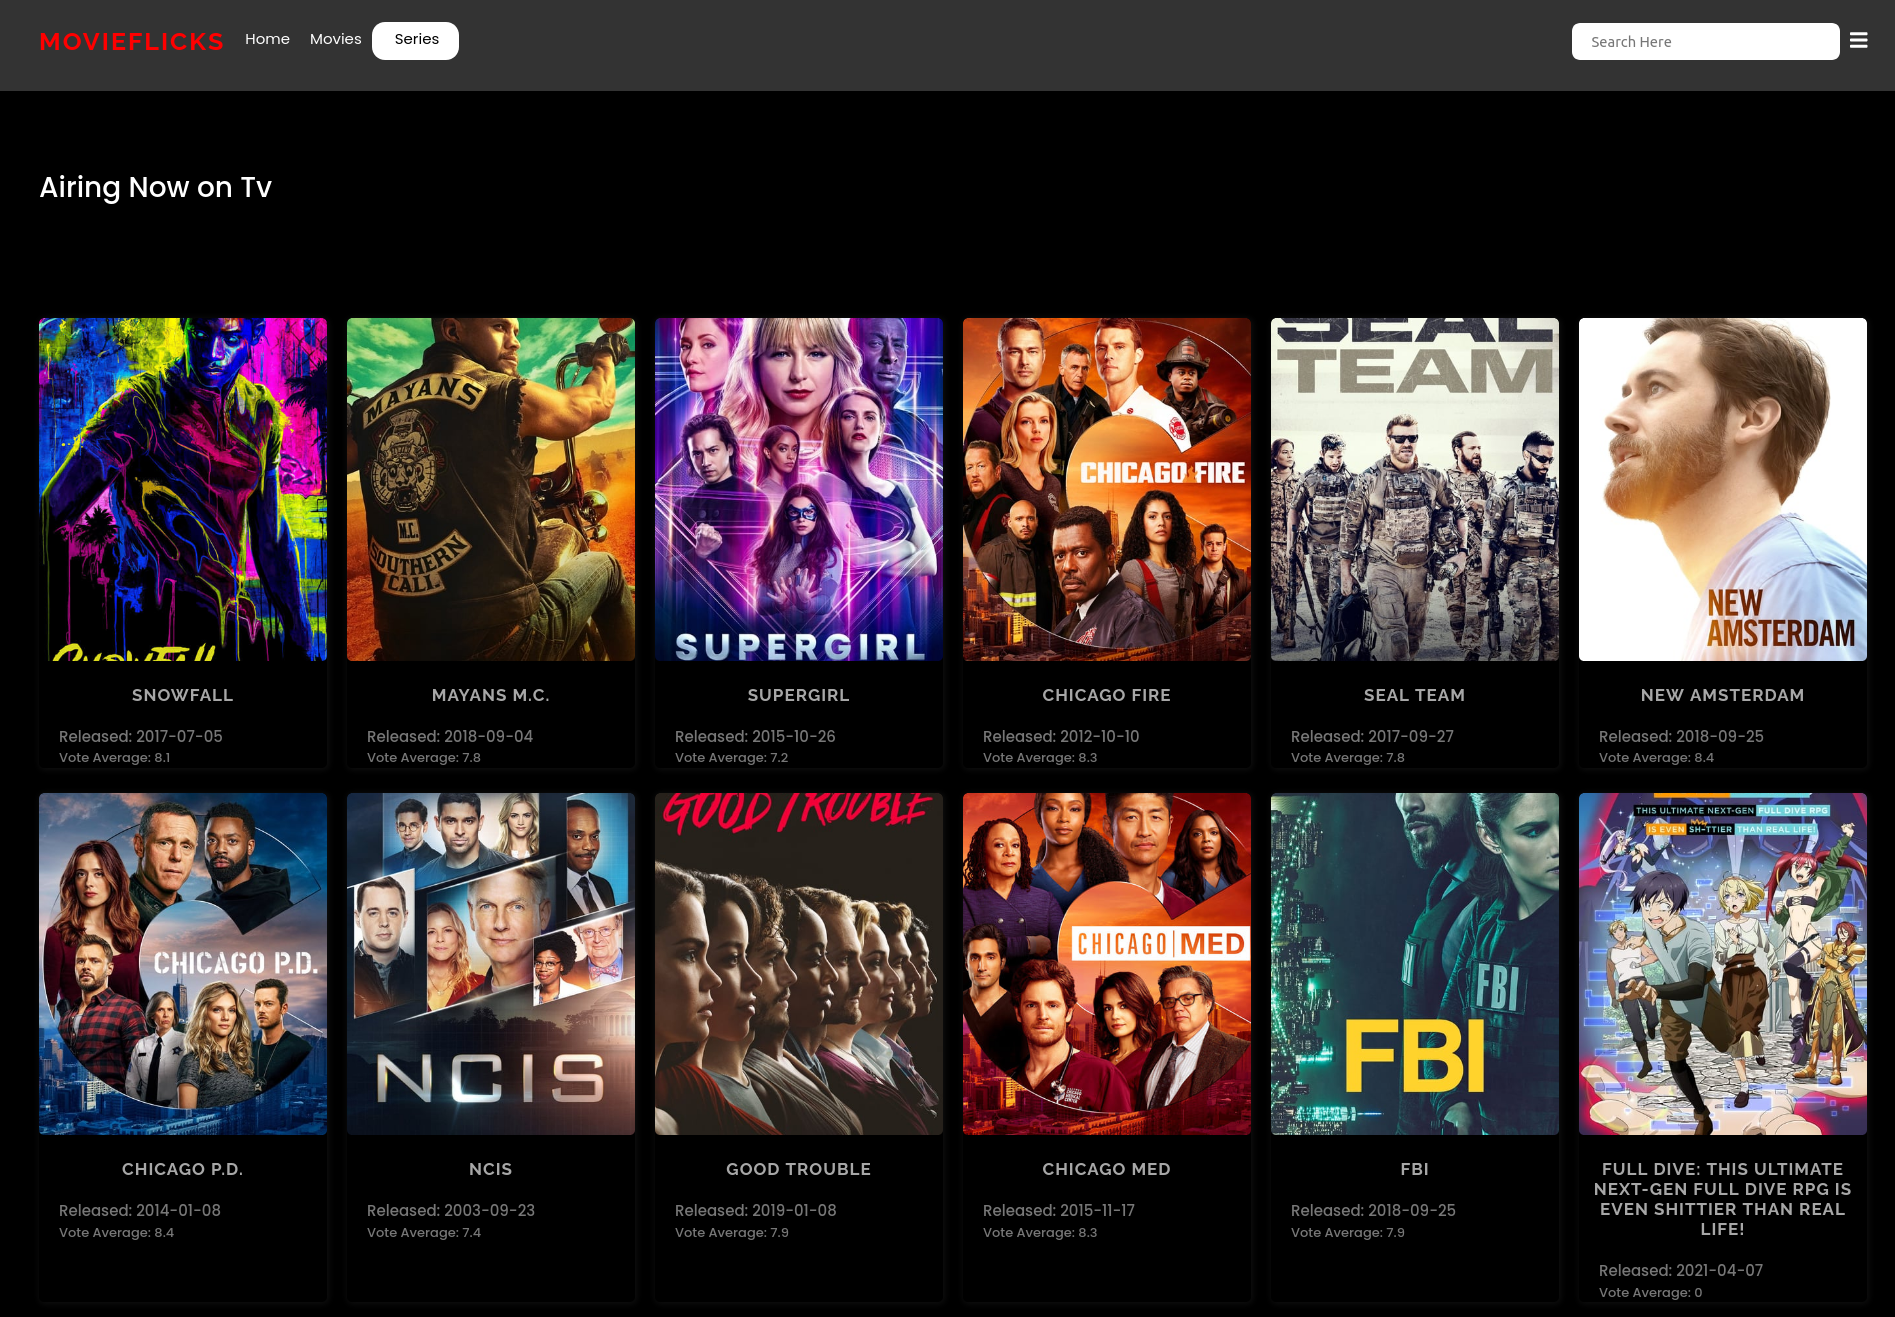 MOVIEFLICKS Home Movies Series Search Here
Airing Now on Tv
MAYANS
M.C.
SOUTHERN
CALI.
SUPERGIRL
CHICAGO FIRE
SEAL
TEAM
NEW
AMSTERDAM
SNOWFALL
Released: 2017-07-05
Vote Average: 8.1
MAYANS M.C.
Released: 2018-09-04
Vote Average: 7.8
SUPERGIRL
Released: 2015-10-26
Vote Average: 7.2
CHICAGO FIRE
Released: 2012-10-10
Vote Average: 8.3
SEAL TEAM
Released: 2017-09-27
Vote Average: 7.8
NEW AMSTERDAM
Released: 2018-09-25
Vote Average: 8.4
CHICAGO P.D.
NCIS
GOOD TROUBLE
CHICAGO MED
FBI
FBI
THIS ULTIMATE NEXT-GEN FULL DIVE RPG
IS EVEN SH-TTIER THAN REAL LIFE!
CHICAGO P.D.
Released: 2014-01-08
Vote Average: 8.4
NCIS
Released: 2003-09-23
Vote Average: 7.4
GOOD TROUBLE
Released: 2019-01-08
Vote Average: 7.9
CHICAGO MED
Released: 2015-11-17
Vote Average: 8.3
FBI
Released: 2018-09-25
Vote Average: 7.9
FULL DIVE: THIS ULTIMATE
NEXT-GEN FULL DIVE RPG IS
EVEN SHITTIER THAN REAL
LIFE!
Released: 2021-04-07
Vote Average: 0